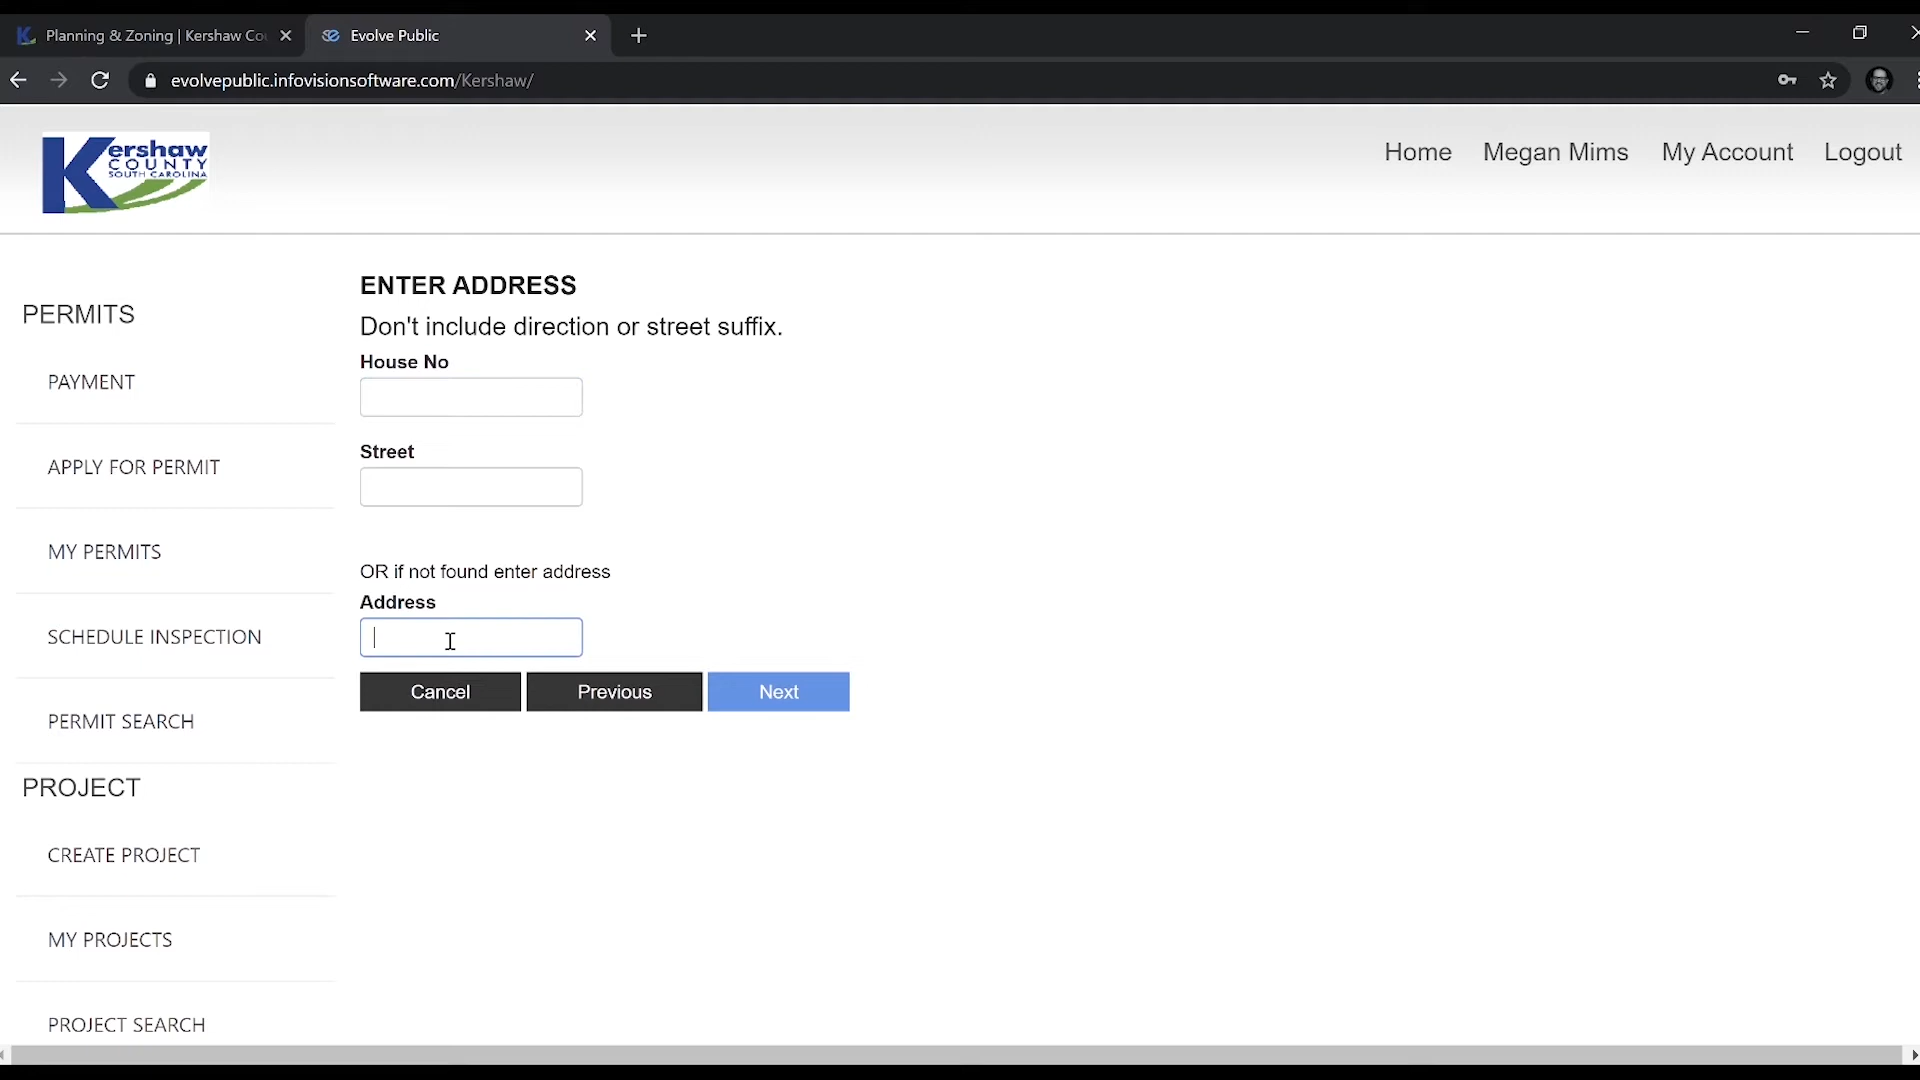 Planning & Zoning | Kershaw Co
Evolve Public
evolvepublic.infovisionsoftware.com/Kershaw/
Kershaw
COUNTY
SOUTH CAROLINA
Home
Megan Mims
My Account
Logout
PERMITS
PAYMENT
APPLY FOR PERMIT
MY PERMITS
SCHEDULE INSPECTION
PERMIT SEARCH
PROJECT
CREATE PROJECT
MY PROJECTS
PROJECT SEARCH
ENTER ADDRESS
Don't include direction or street suffix.
House No
Street
OR if not found enter address
Address
Cancel
Previous
Next